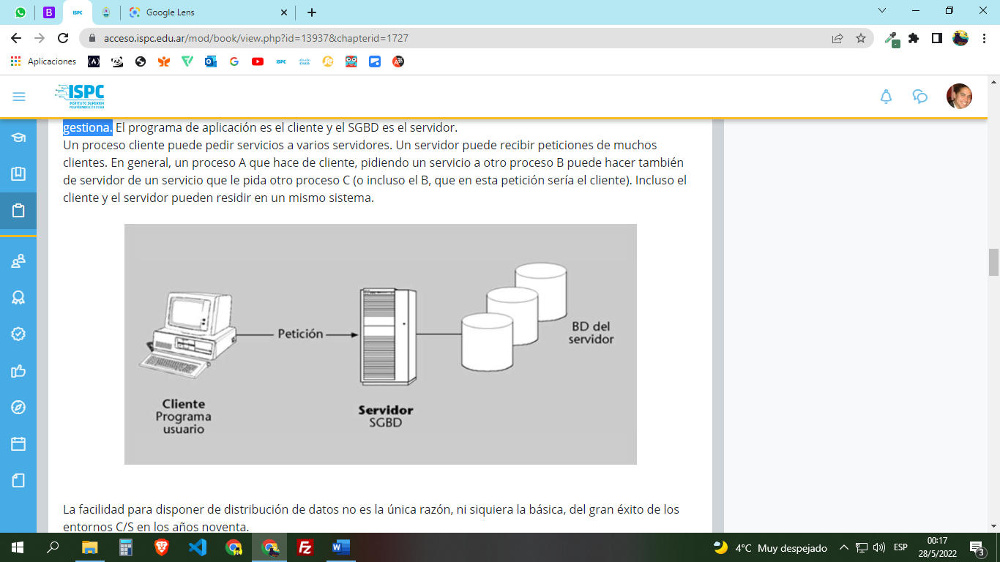 Google Lens
acceso.ispc.edu.ar/mod/book/view.php?id=13937&chapterid=1727
Aplicaciones
ISPC
INSTITUTO SUPERIOR
POLITÉCNICO CÓRDOBA
gestiona. El programa de aplicación es el cliente y el SGBD es el servidor.
Un proceso cliente puede pedir servicios a varios servidores. Un servidor puede recibir peticiones de muchos
clientes. En general, un proceso A que hace de cliente, pidiendo un servicio a otro proceso B puede hacer también
de servidor de un servicio que le pida otro proceso C (o incluso el B, que en esta petición sería el cliente). Incluso el
cliente y el servidor pueden residir en un mismo sistema.
Petición
BD del
servidor
Cliente
Programa
usuario
Servidor
SGBD
La facilidad para disponer de distribución de datos no es la única razón, ni siquiera la básica, del gran éxito de los
entornos C/S en los años noventa.
4°C Muy despejado
ESP
00:17
28/5/2022
3